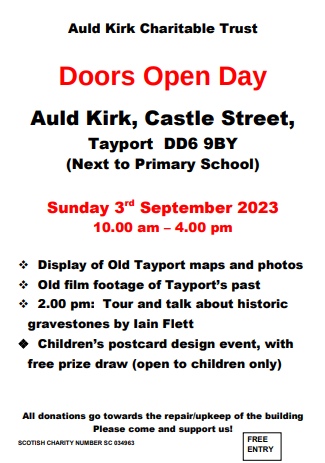 Auld Kirk Charitable Trust
Doors Open Day
Auld Kirk, Castle Street,
Tayport DD6 9BY
(Next to Primary School)
Sunday 3rd September 2023
10.00 am – 4.00 pm
❖ Display of Old Tayport maps and photos
❖ Old film footage of Tayport's past
❖ 2.00 pm: Tour and talk about historic
gravestones by Iain Flett
❖ Children's postcard design event, with
free prize draw (open to children only)
All donations go towards the repair/upkeep of the building
Please come and support us!
SCOTISH CHARITY NUMBER SC 034963
FREE
ENTRY